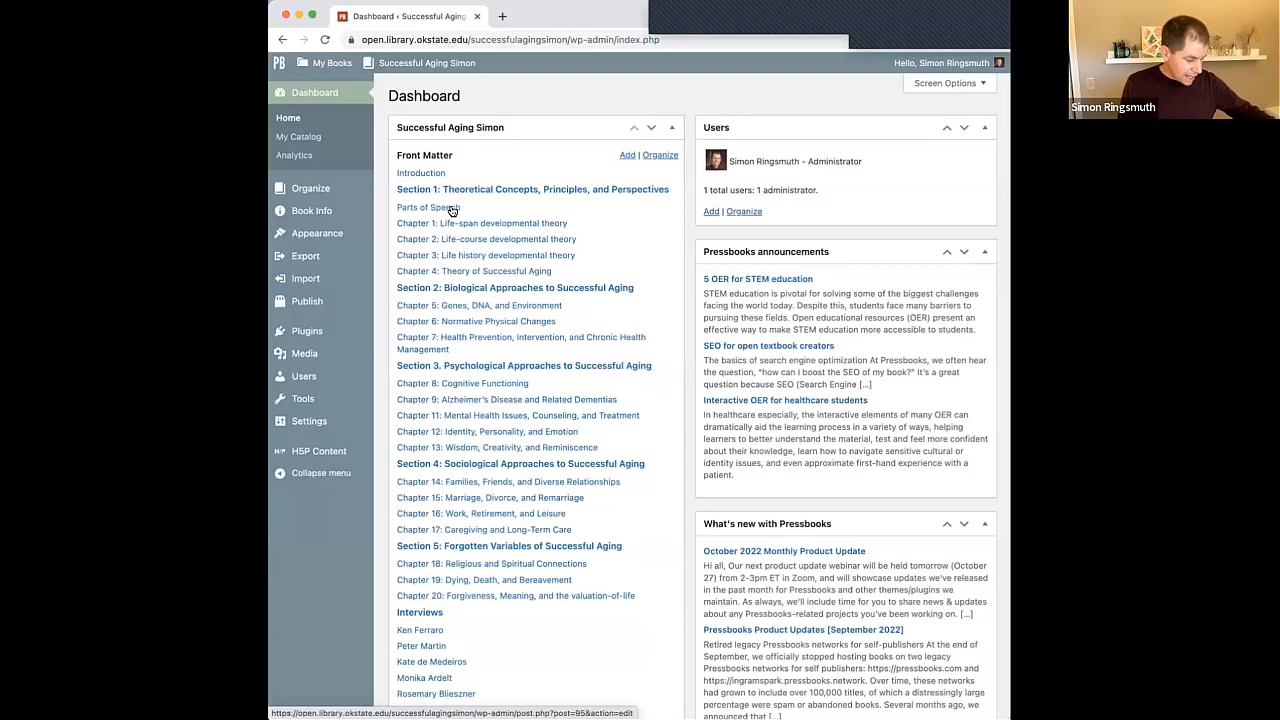 Dashboard ‹ Successful Aging
open.library.okstate.edu/successfulagingsimon/wp-admin/index.php
PB My Books Successful Aging Simon Hello, Simon Ringsmuth
Screen Options
Dashboard
Home
My Catalog
Analytics
Organize
Book Info
Appearance
Export
Import
Publish
Plugins
Media
Users
Tools
Settings
H5P Content
Collapse menu
Dashboard
Successful Aging Simon
Front Matter Add | Organize
Introduction
Section 1: Theoretical Concepts, Principles, and Perspectives
Parts of Speech
Chapter 1: Life-span developmental theory
Chapter 2: Life-course developmental theory
Chapter 3: Life history developmental theory
Chapter 4: Theory of Successful Aging
Section 2: Biological Approaches to Successful Aging
Chapter 5: Genes, DNA, and Environment
Chapter 6: Normative Physical Changes
Chapter 7: Health Prevention, Intervention, and Chronic Health
Management
Section 3. Psychological Approaches to Successful Aging
Chapter 8: Cognitive Functioning
Chapter 9: Alzheimer's Disease and Related Dementias
Chapter 11: Mental Health Issues, Counseling, and Treatment
Chapter 12: Identity, Personality, and Emotion
Chapter 13: Wisdom, Creativity, and Reminiscence
Section 4: Sociological Approaches to Successful Aging
Chapter 14: Families, Friends, and Diverse Relationships
Chapter 15: Marriage, Divorce, and Remarriage
Chapter 16: Work, Retirement, and Leisure
Chapter 17: Caregiving and Long-Term Care
Section 5: Forgotten Variables of Successful Aging
Chapter 18: Religious and Spiritual Connections
Chapter 19: Dying, Death, and Bereavement
Chapter 20: Forgiveness, Meaning, and the valuation-of-life
Interviews
Ken Ferraro
Peter Martin
Kate de Medeiros
Monika Ardelt
Rosemary Blieszner
https://open.library.okstate.edu/successfulagingsimon/wp-admin/post.php?post=95&action=edit
Users
Simon Ringsmuth - Administrator
1 total users: 1 administrator.
Add | Organize
Pressbooks announcements
5 OER for STEM education
STEM education is pivotal for solving some of the biggest challenges
facing the world today. Despite this, students face many barriers to
pursuing these fields. Open educational resources (OER) present an
effective way to make STEM education more accessible to students.
SEO for open textbook creators
The basics of search engine optimization At Pressbooks, we often hear
the question, "how can I boost the SEO of my book?" It's a great
question because SEO (Search Engine [...]
Interactive OER for healthcare students
In healthcare especially, the interactive elements of many OER can
dramatically aid the learning process in a variety of ways, helping
learners to better understand the material, test and feel more confident
about their knowledge, learn how to navigate sensitive cultural or
identity issues, and even approximate first-hand experience with a
patient.
What's new with Pressbooks
October 2022 Monthly Product Update
Hi all, Our next product update webinar will be held tomorrow (October
27) from 2-3pm ET in Zoom, and will showcase updates we've released
in the past month for Pressbooks and other themes/plugins we
maintain. As always, we'll include time for you to share news & updates
about any Pressbooks-related projects you've been working on. [...]
Pressbooks Product Updates [September 2022]
Retired legacy Pressbooks networks for self-publishers At the end of
September, we officially stopped hosting books on two legacy
Pressbooks networks for self publishers: https://pressbooks.com and
https://ingramspark.pressbooks.network. Over time, these networks
had grown to include over 100,000 titles, of which a distressingly large
percentage were spam or abandoned books. Several months ago, we
announced that [...]
Simon Ringsmuth